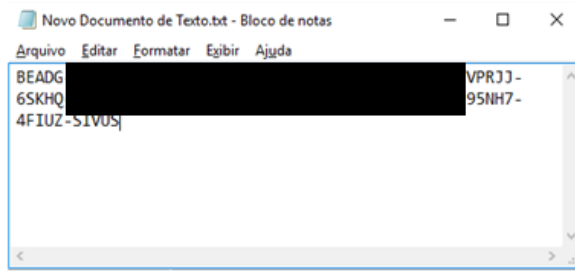 Novo Documento de Texto.txt - Bloco de notas
Arquivo Editar Formatar Exibir Ajuda
BEADG VPRJJ-
6SKHQ 95NH7-
4FIUZ-SIVUS